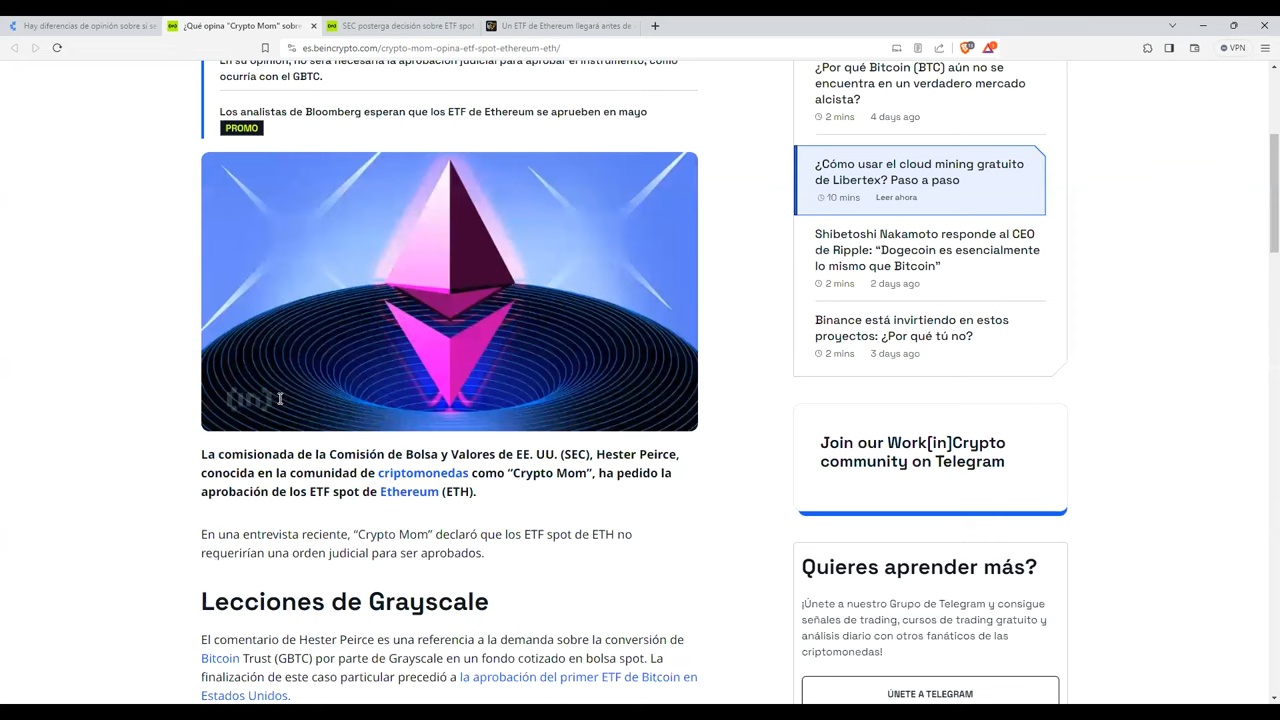 Hay diferencias de opinión sobre si se
¿Qué opina "Crypto Mom" sobre
SEC posterga decisión sobre ETF spot
Un ETF de Ethereum llegará antes de
es.beincrypto.com/crypto-mom-opina-etf-spot-ethereum-eth/
VPN
En su opinión, no será necesaria la aprobación judicial para aprobar el instrumento, como
ocurría con el GBTC.
Los analistas de Bloomberg esperan que los ETF de Ethereum se aprueben en mayo
PROMO
La comisionada de la Comisión de Bolsa y Valores de EE. UU. (SEC), Hester Peirce,
conocida en la comunidad de criptomonedas como “Crypto Mom”, ha pedido la
aprobación de los ETF spot de Ethereum (ETH).
En una entrevista reciente, “Crypto Mom” declaró que los ETF spot de ETH no
requerirían una orden judicial para ser aprobados.
Lecciones de Grayscale
El comentario de Hester Peirce es una referencia a la demanda sobre la conversión de
Bitcoin Trust (GBTC) por parte de Grayscale en un fondo cotizado en bolsa spot. La
finalización de este caso particular precedió a la aprobación del primer ETF de Bitcoin en
Estados Unidos.
¿Por qué Bitcoin (BTC) aún no se
encuentra en un verdadero mercado
alcista?
2 mins 4 days ago
¿Cómo usar el cloud mining gratuito
de Libertex? Paso a paso
10 mins Leer ahora
Shibetoshi Nakamoto responde al CEO
de Ripple: “Dogecoin es esencialmente
lo mismo que Bitcoin”
2 mins 2 days ago
Binance está invirtiendo en estos
proyectos: ¿Por qué tú no?
2 mins 3 days ago
Join our Work[in]Crypto
community on Telegram
Quieres aprender más?
¡Únete a nuestro Grupo de Telegram y consigue
señales de trading, cursos de trading gratuito y
análisis diario con otros fanáticos de las
criptomonedas!
ÚNETE A TELEGRAM